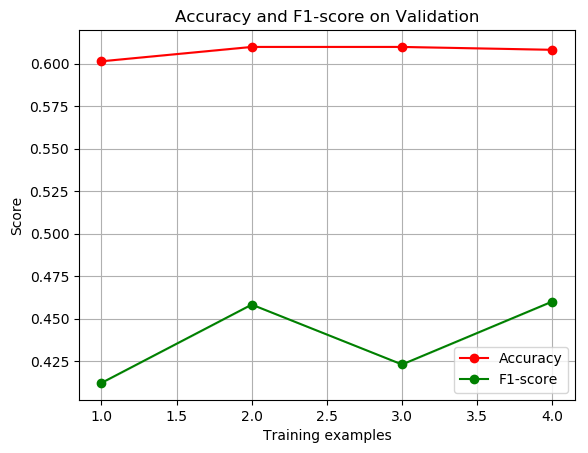 Accuracy and F1-score on Validation
0.600
0.575
0.550
0.525
0.500
0.475
0.450
0.425
Score
1.0 1.5 2.0 2.5 3.0 3.5 4.0
Training examples
Accuracy
F1-score